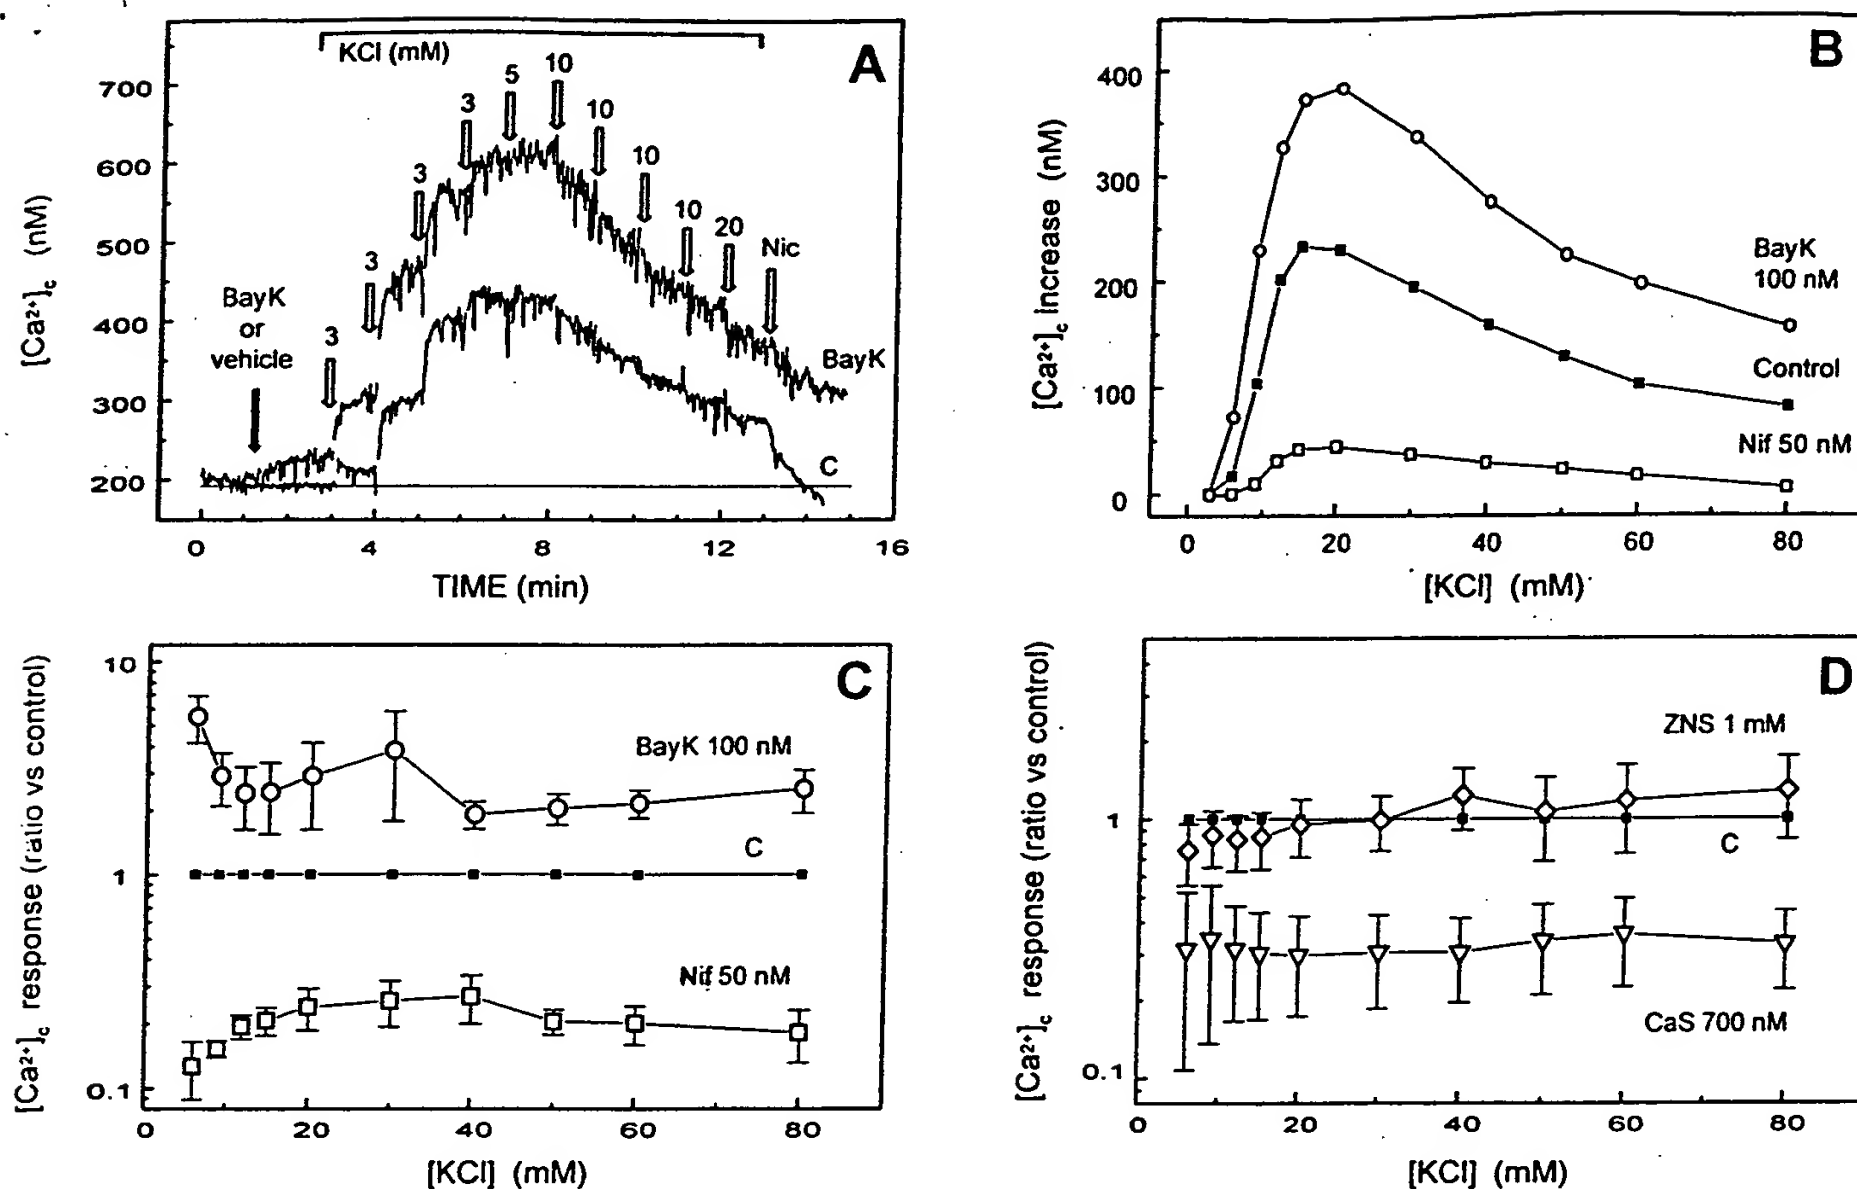 A
KCl (mM)
700
600
500
400
300
200
[Ca²⁺]c (nM)
BayK
or
vehicle
3
3
3
3
5
10
10
10
10
20
Nic
BayK
C
0
4
8
12
16
TIME (min)
B
400
300
200
100
0
[Ca²⁺]c Increase (nM)
BayK
100 nM
Control
Nif 50 nM
0
20
40
60
80
[KCl] (mM)
C
10
1
0.1
[Ca²⁺]c response (ratio vs control)
BayK 100 nM
C
Nif 50 nM
0
20
40
60
80
[KCl] (mM)
D
1
0.1
[Ca²⁺]c response (ratio vs control)
ZNS 1 mM
C
CaS 700 nM
0
20
40
60
80
[KCl] (mM)